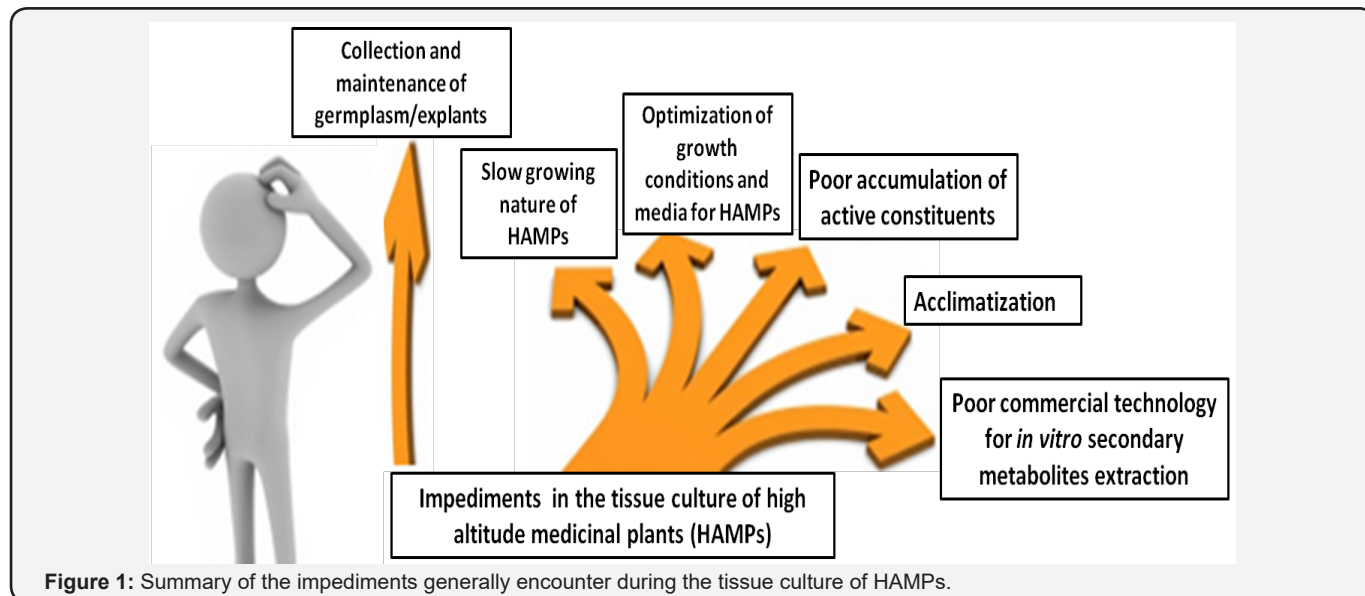 Collection and
maintenance of
germplasm/explants
Slow growing
nature of
HAMPs
Optimization of
growth
conditions and
media for HAMPs
Poor accumulation of
active constituents
Acclimatization
Poor commercial technology
for in vitro secondary
metabolites extraction
Impediments in the tissue culture of high
altitude medicinal plants (HAMPs)
Figure 1: Summary of the impediments generally encounter during the tissue culture of HAMPs.